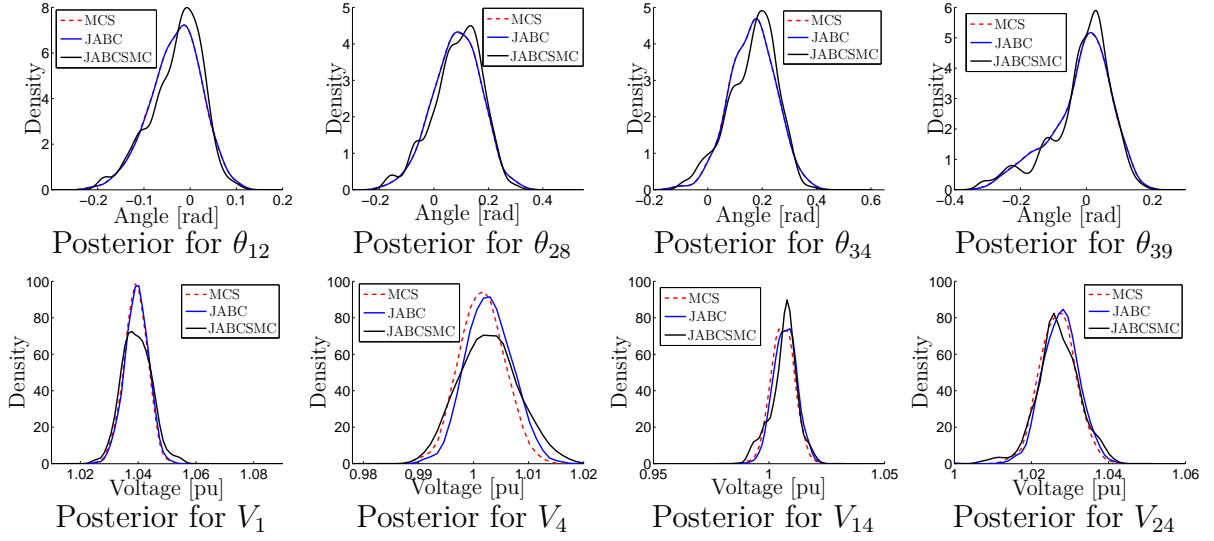 8
6
4
2
0
Density
MCS
JABC
JABCSMC
−0.2
−0.1
0
0.1
0.2
Angle [rad]
Posterior for θ12
5
4
3
2
1
0
Density
MCS
JABC
JABCSMC
−0.2
0
0.2
0.4
Angle [rad]
Posterior for θ28
5
4
3
2
1
0
Density
MCS
JABC
JABCSMC
−0.2
0
0.2
0.4
0.6
Angle [rad]
Posterior for θ34
6
5
4
3
2
1
0
Density
MCS
JABC
JABCSMC
−0.4
−0.2
0
0.2
Angle [rad]
Posterior for θ39
100
80
60
40
20
0
Density
MCS
JABC
JABCSMC
1.02
1.04
1.06
1.08
Voltage [pu]
Posterior for V1
100
80
60
40
20
0
Density
MCS
JABC
JABCSMC
0.98
0.99
1
1.01
1.02
Voltage [pu]
Posterior for V4
100
80
60
40
20
0
Density
MCS
JABC
JABCSMC
0.95
1
1.05
Voltage [pu]
Posterior for V14
100
80
60
40
20
0
Density
MCS
JABC
JABCSMC
1
1.02
1.04
1.06
Voltage [pu]
Posterior for V24